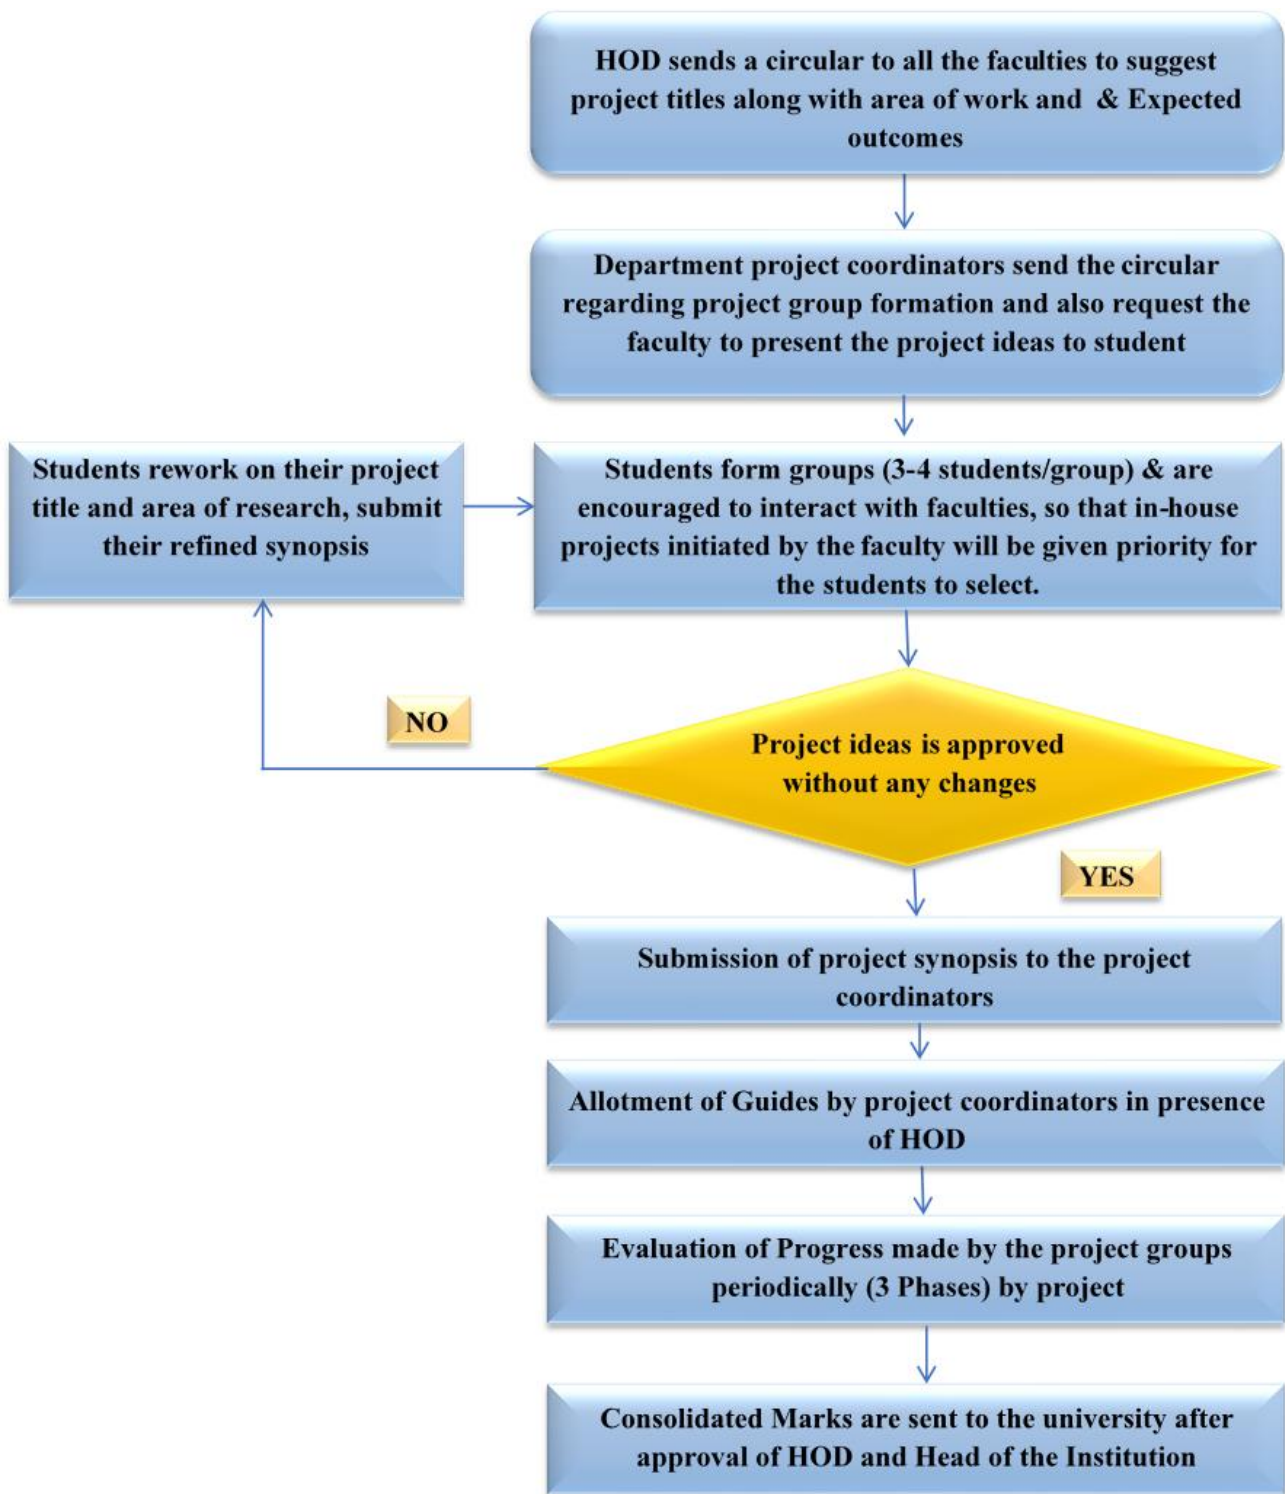 HOD sends a circular to all the faculties to suggest
project titles along with area of work and & Expected
outcomes
Department project coordinators send the circular
regarding project group formation and also request the
faculty to present the project ideas to student
Students rework on their project
title and area of research, submit
their refined synopsis
Students form groups (3-4 students/group) & are
encouraged to interact with faculties, so that in-house
projects initiated by the faculty will be given priority for
the students to select.
NO
Project ideas is approved
without any changes
YES
Submission of project synopsis to the project
coordinators
Allotment of Guides by project coordinators in presence
of HOD
Evaluation of Progress made by the project groups
periodically (3 Phases) by project
Consolidated Marks are sent to the university after
approval of HOD and Head of the Institution